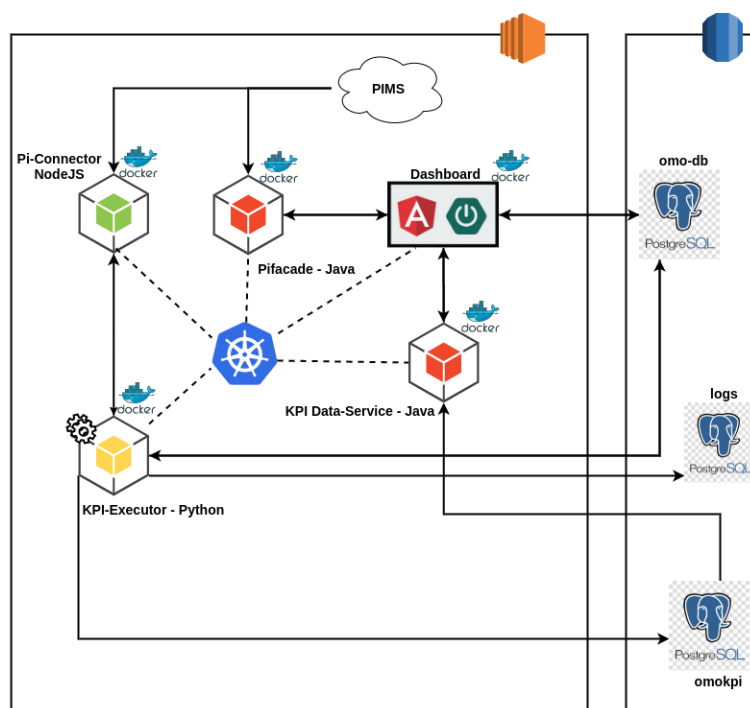 PIMS
Pi-Connector
NodeJS
docker
docker
Dashboard
docker
omo-db
A
PostgreSQL
Pifacade - Java
docker
docker
KPI Data-Service - Java
logs
PostgreSQL
KPI-Executor - Python
PostgreSQL
omokpi